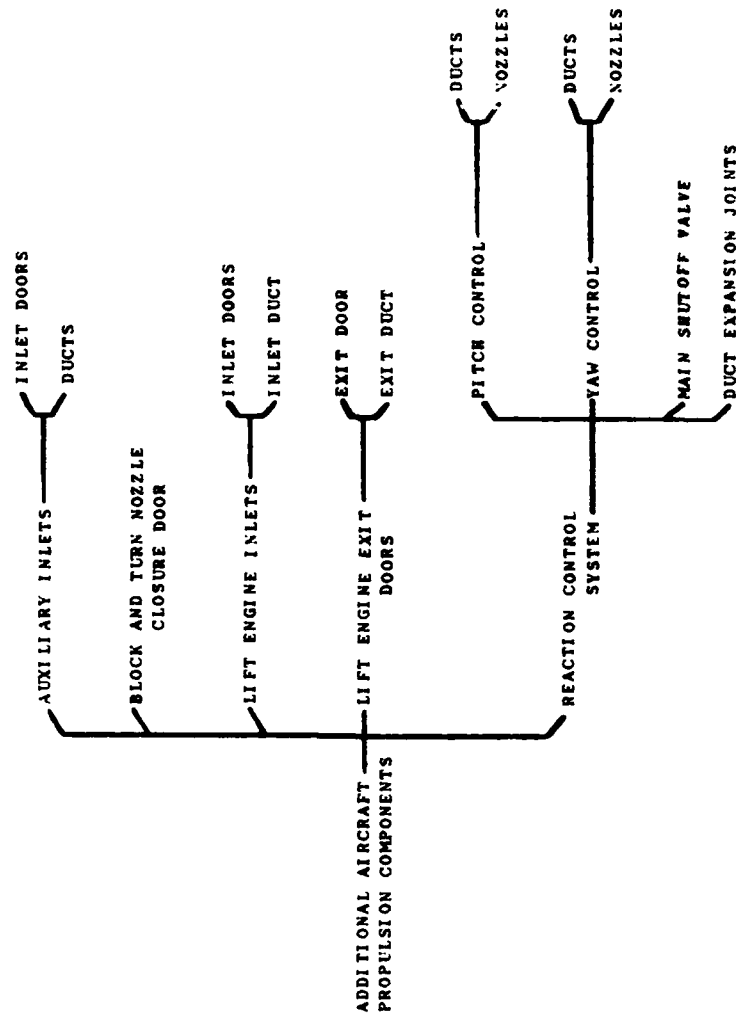 ADDITIONAL AIRCRAFT
PROPULSION COMPONENTS
AUXILIARY INLETS
INLET DOORS
DUCTS
BLOCK AND TURN NOZZLE
CLOSURE DOOR
LIFT ENGINE INLETS
INLET DOORS
INLET DUCT
LIFT ENGINE EXIT
DOORS
EXIT DOOR
EXIT DUCT
REACTION CONTROL
SYSTEM
PITCH CONTROL
DUCTS
NOZZLES
YAW CONTROL
DUCTS
NOZZLES
MAIN SHUTOFF VALVE
DUCT EXPANSION JOINTS